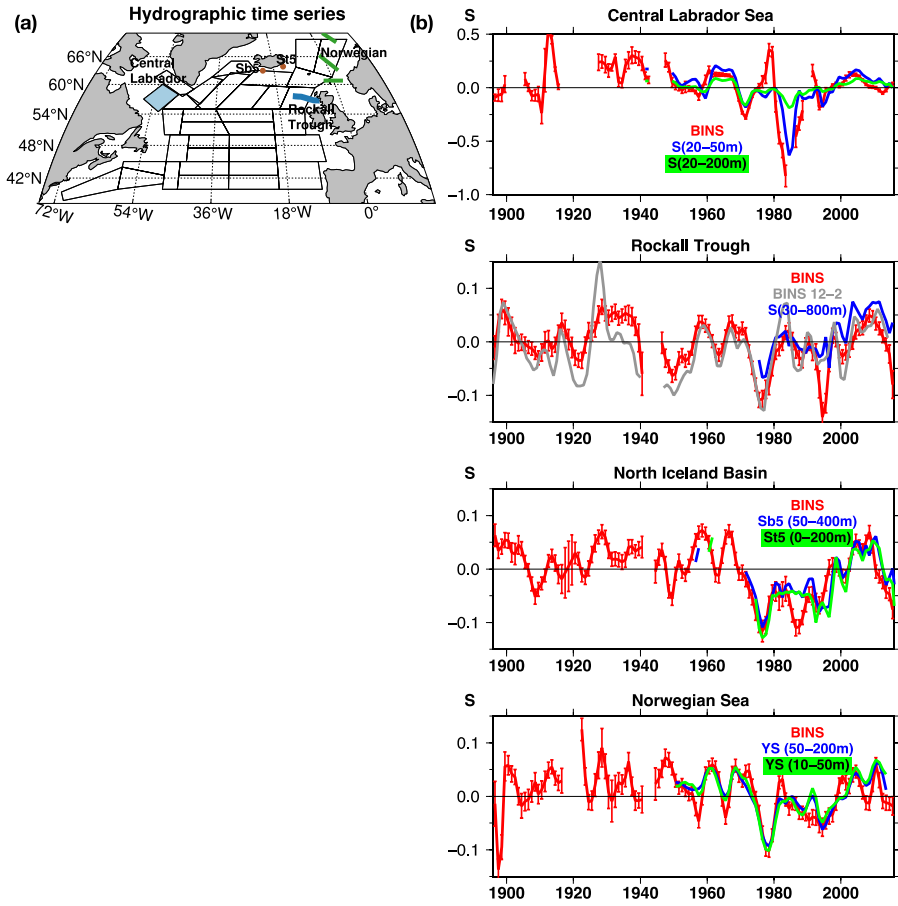 (a)
Hydrographic time series
66°N
60°N
54°N
48°N
42°N
72°W
54°W
36°W
18°W
0°
Central
Labrador
Sb5
St5
Norwegian
Rockall
Trough
(b)
S
Central Labrador Sea
0.5
0.0
−0.5
−1.0
BINS
S(20−50m)
S(20−200m)
1900 1920 1940 1960 1980 2000
S
Rockall Trough
0.1
0.0
−0.1
BINS
BINS 12−2
S(30−800m)
1900 1920 1940 1960 1980 2000
S
North Iceland Basin
0.1
0.0
−0.1
BINS
Sb5 (50−400m)
St5 (0−200m)
1900 1920 1940 1960 1980 2000
S
Norwegian Sea
0.1
0.0
−0.1
BINS
YS (50−200m)
YS (10−50m)
1900 1920 1940 1960 1980 2000